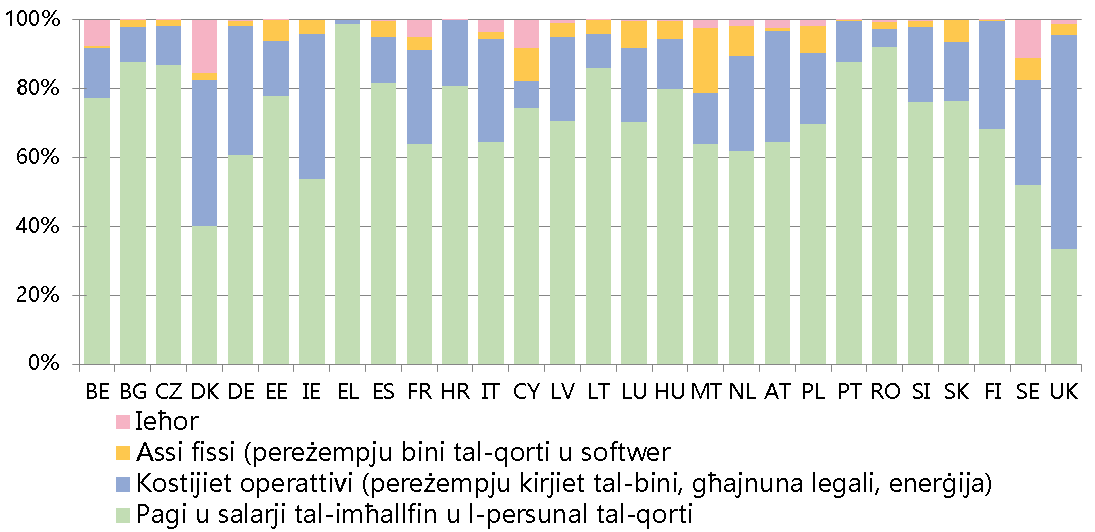 100%
80%
60%
40%
20%
0%
BE BG CZ DK DE EE IE EL ES FR HR IT CY LV LT LU HU MT NL AT PL PT RO SI SK FI SE UK
Ieħor
Assi fissi (pereżempju bini tal-qorti u softwer
Kostijiet operattivi (pereżempju kirjiet tal-bini, għajnuna legali, enerġija)
Pagi u salarji tal-imħallfin u l-persunal tal-qorti